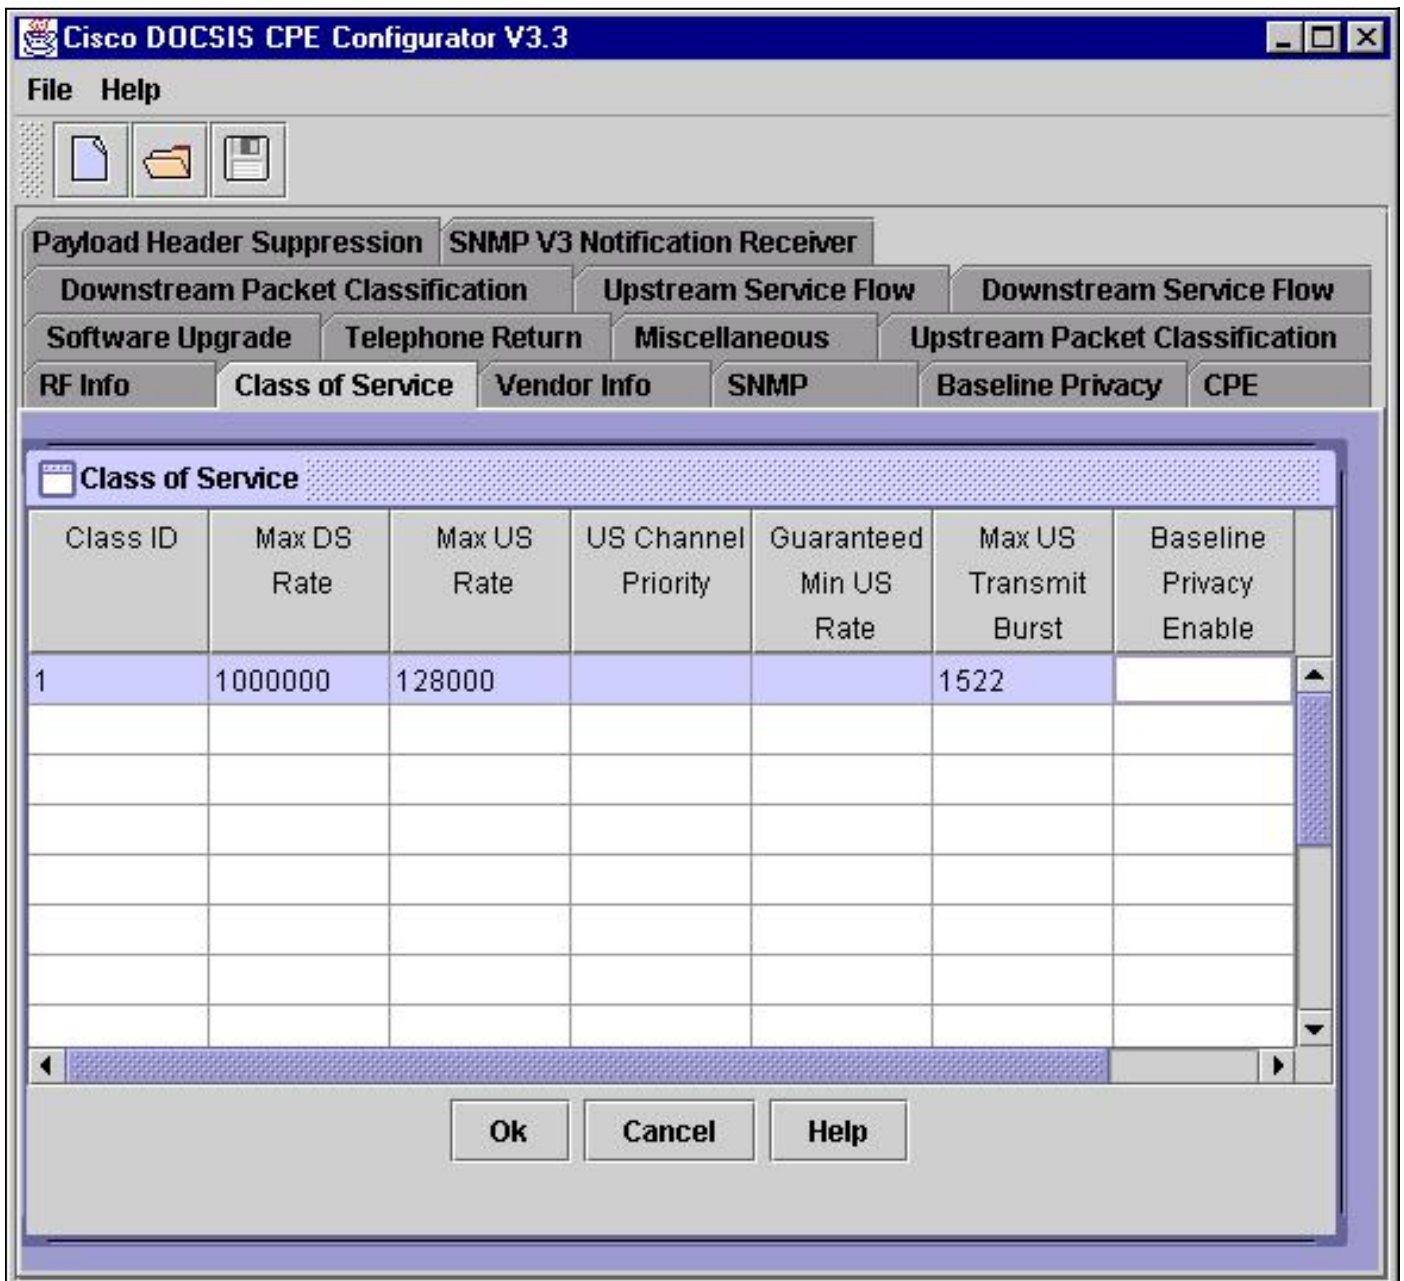 Cisco DOCSIS CPE Configurator V3.3
File Help
Payload Header Suppression SNMP V3 Notification Receiver
Downstream Packet Classification Upstream Service Flow Downstream Service Flow
Software Upgrade Telephone Return Miscellaneous Upstream Packet Classification
RF Info Class of Service Vendor Info SNMP Baseline Privacy CPE
Class of Service
Class ID Max DS Max US US Channel Guaranteed Max US Baseline
Rate Rate Priority Min US Transmit Privacy
Rate Burst Enable
1 1000000 128000 1522
Ok Cancel Help